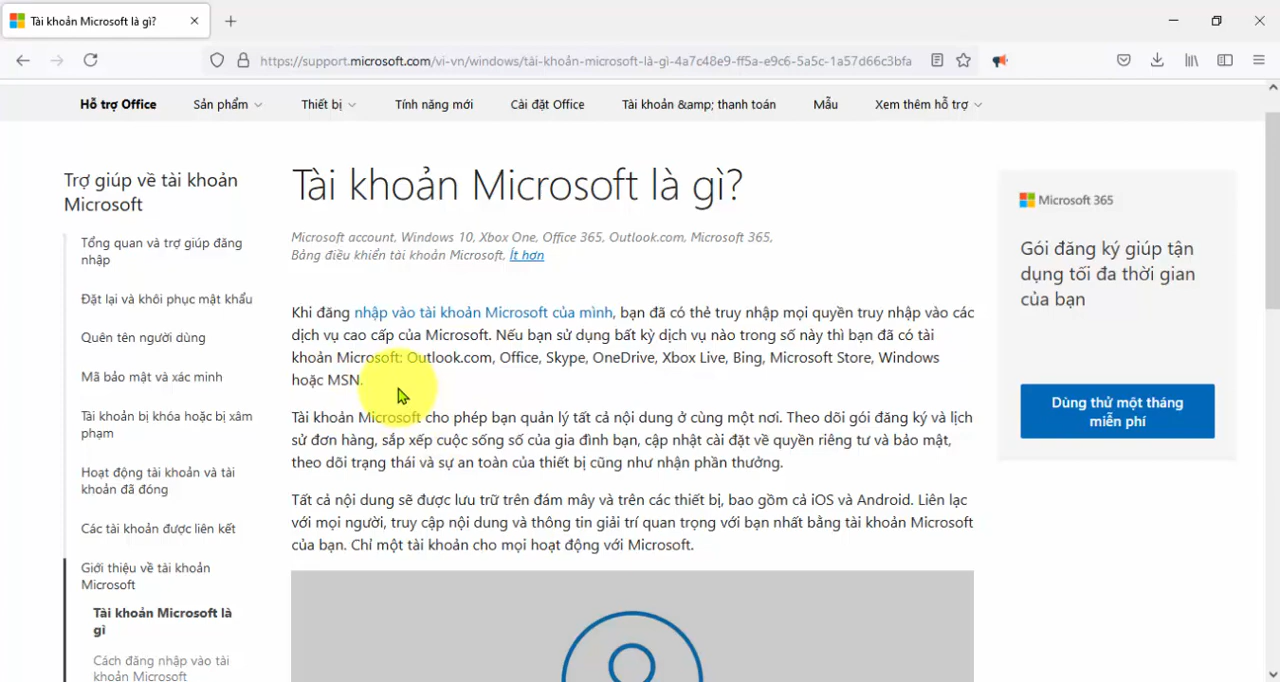 Tài khoản Microsoft là gì?
https://support.microsoft.com/vi-vn/windows/tài-khoản-microsoft-là-gì-4a7c48e9-ff5a-e9c6-5a5c-1a57d66c3bfa
Hỗ trợ Office
Sản phẩm
Thiết bị
Tính năng mới
Cài đặt Office
Tài khoản &amp; thanh toán
Mẫu
Xem thêm hỗ trợ
Trợ giúp về tài khoản
Microsoft
Tổng quan và trợ giúp đăng
nhập
Đặt lại và khôi phục mật khẩu
Quên tên người dùng
Mã bảo mật và xác minh
Tài khoản bị khóa hoặc bị xâm
phạm
Hoạt động tài khoản và tài
khoản đã đóng
Các tài khoản được liên kết
Giới thiệu về tài khoản
Microsoft
Tài khoản Microsoft là
gì
Cách đăng nhập vào tài
khoản Microsoft
Tài khoản Microsoft là gì?
Microsoft account, Windows 10, Xbox One, Office 365, Outlook.com, Microsoft 365,
Bảng điều khiển tài khoản Microsoft, Ít hơn
Khi đăng nhập vào tài khoản Microsoft của mình, bạn đã có thẻ truy nhập mọi quyền truy nhập vào các
dịch vụ cao cấp của Microsoft. Nếu bạn sử dụng bất kỳ dịch vụ nào trong số này thì bạn đã có tài
khoản Microsoft: Outlook.com, Office, Skype, OneDrive, Xbox Live, Bing, Microsoft Store, Windows
hoặc MSN.
Tài khoản Microsoft cho phép bạn quản lý tất cả nội dung ở cùng một nơi. Theo dõi gói đăng ký và lịch
sử đơn hàng, sắp xếp cuộc sống số của gia đình bạn, cập nhật cài đặt về quyền riêng tư và bảo mật,
theo dõi trạng thái và sự an toàn của thiết bị cũng như nhận phần thưởng.
Tất cả nội dung sẽ được lưu trữ trên đám mây và trên các thiết bị, bao gồm cả iOS và Android. Liên lạc
với mọi người, truy cập nội dung và thông tin giải trí quan trọng với bạn nhất bằng tài khoản Microsoft
của bạn. Chỉ một tài khoản cho mọi hoạt động với Microsoft.
Microsoft 365
Gói đăng ký giúp tận
dụng tối đa thời gian
của bạn
Dùng thử một tháng
miễn phí